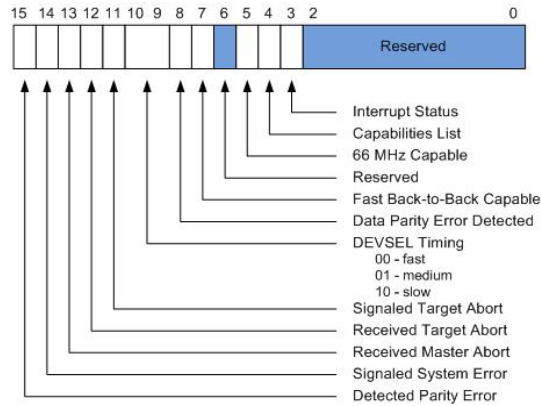 15 14 13 12 11 10 9 8 7 6 5 4 3 2 0
Reserved
Interrupt Status
Capabilities List
66 MHz Capable
Reserved
Fast Back-to-Back Capable
Data Parity Error Detected
DEVSEL Timing
00 - fast
01 - medium
10 - slow
Signaled Target Abort
Received Target Abort
Received Master Abort
Signaled System Error
Detected Parity Error